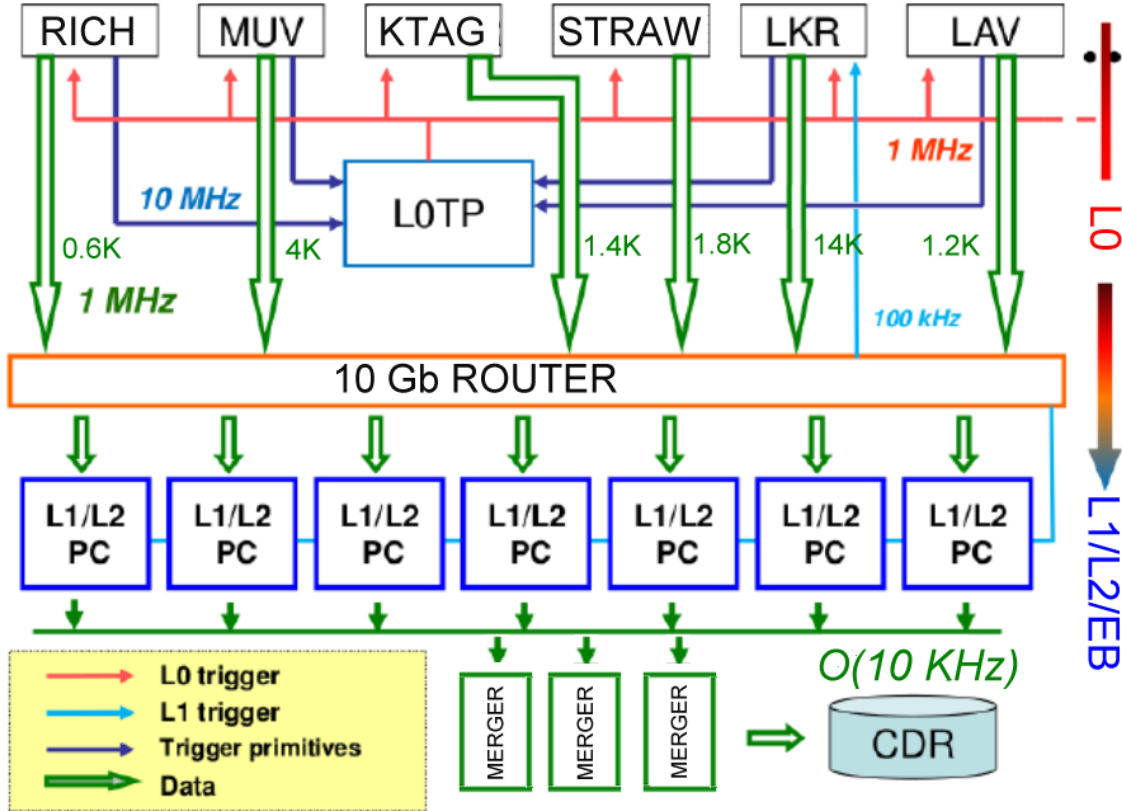 RICH
MUV
KTAG
STRAW
LKR
LAV
1 MHz
10 MHz
L0TP
L0
0.6K
4K
1.4K
1.8K
14K
1.2K
1 MHz
100 kHz
10 Gb ROUTER
L1/L2
PC
L1/L2
PC
L1/L2
PC
L1/L2
PC
L1/L2
PC
L1/L2
PC
L1/L2
PC
L1/L2/EB
L0 trigger
L1 trigger
Trigger primitives
Data
MERGER
MERGER
MERGER
O(10 KHz)
CDR